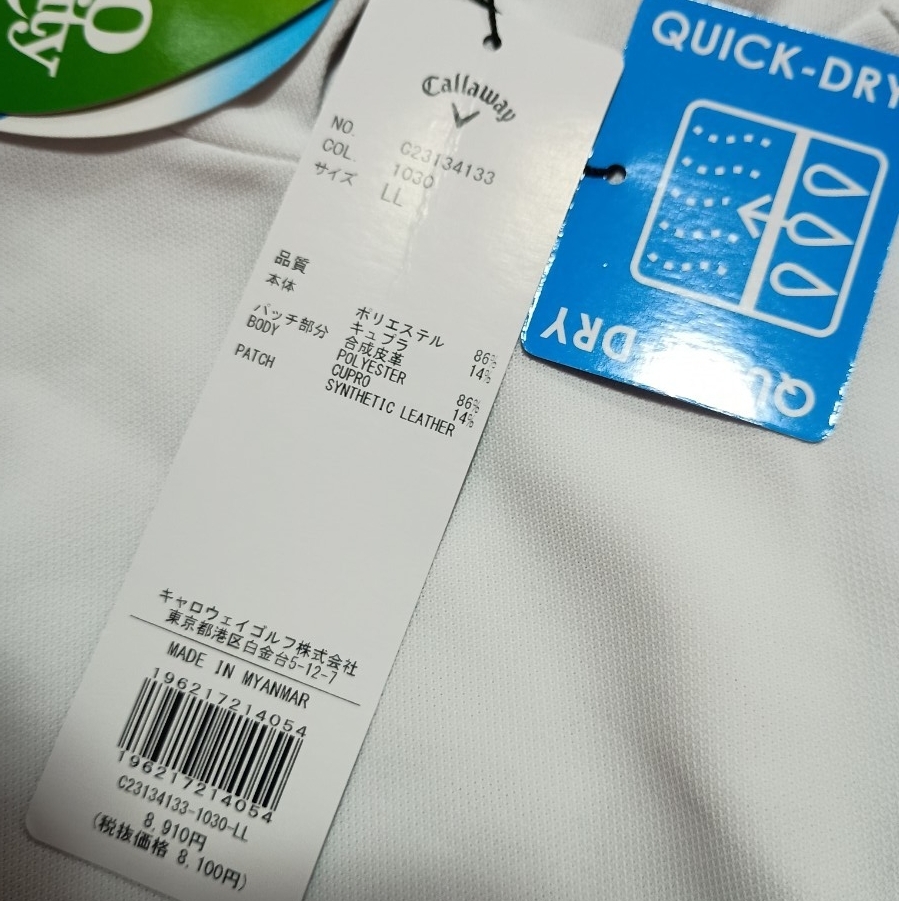 Callaway
NO. C23134133
COL. 1030
サイズ LL
品質
本体 ポリエステル 86%
キュプラ 14%
パッチ部分 合成皮革
BODY POLYESTER 86%
CUPRO 14%
PATCH SYNTHETIC LEATHER
キャロウェイゴルフ株式会社
東京都港区白金台5-12-7
MADE IN MYANMAR
196217214054
196217214054
C23134133-1030-LL
8,910円
(税抜価格 8,100円)
QUICK-DRY
DRY